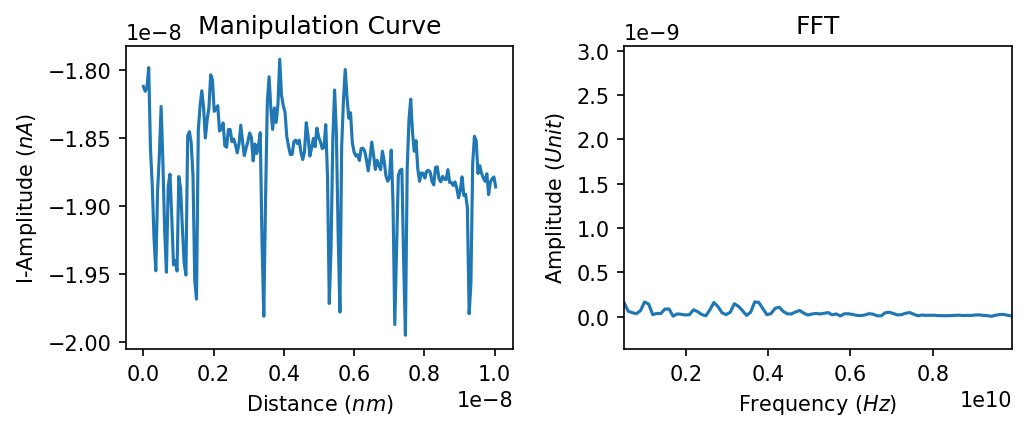 Manipulation Curve
1e−8
−1.80
−1.85
−1.90
−1.95
−2.00
I-Amplitude (nA)
0.0 0.2 0.4 0.6 0.8 1.0
1e−8
Distance (nm)
FFT
1e−9
3.0
2.5
2.0
1.5
1.0
0.5
0.0
Amplitude (Unit)
0.2 0.4 0.6 0.8
1e10
Frequency (Hz)